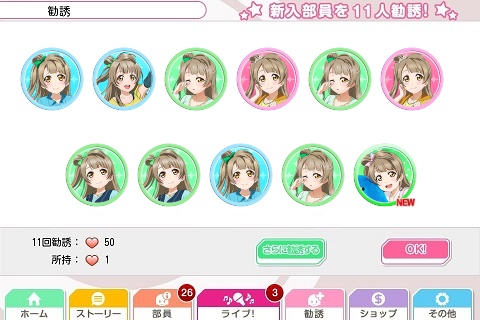 勧誘
新入部員を11人勧誘!
NEW
11回勧誘： 50
所持： 1
さらに勧誘する
OK!
26
3
ホーム
ストーリー
部員
ライブ!
勧誘
ショップ
その他